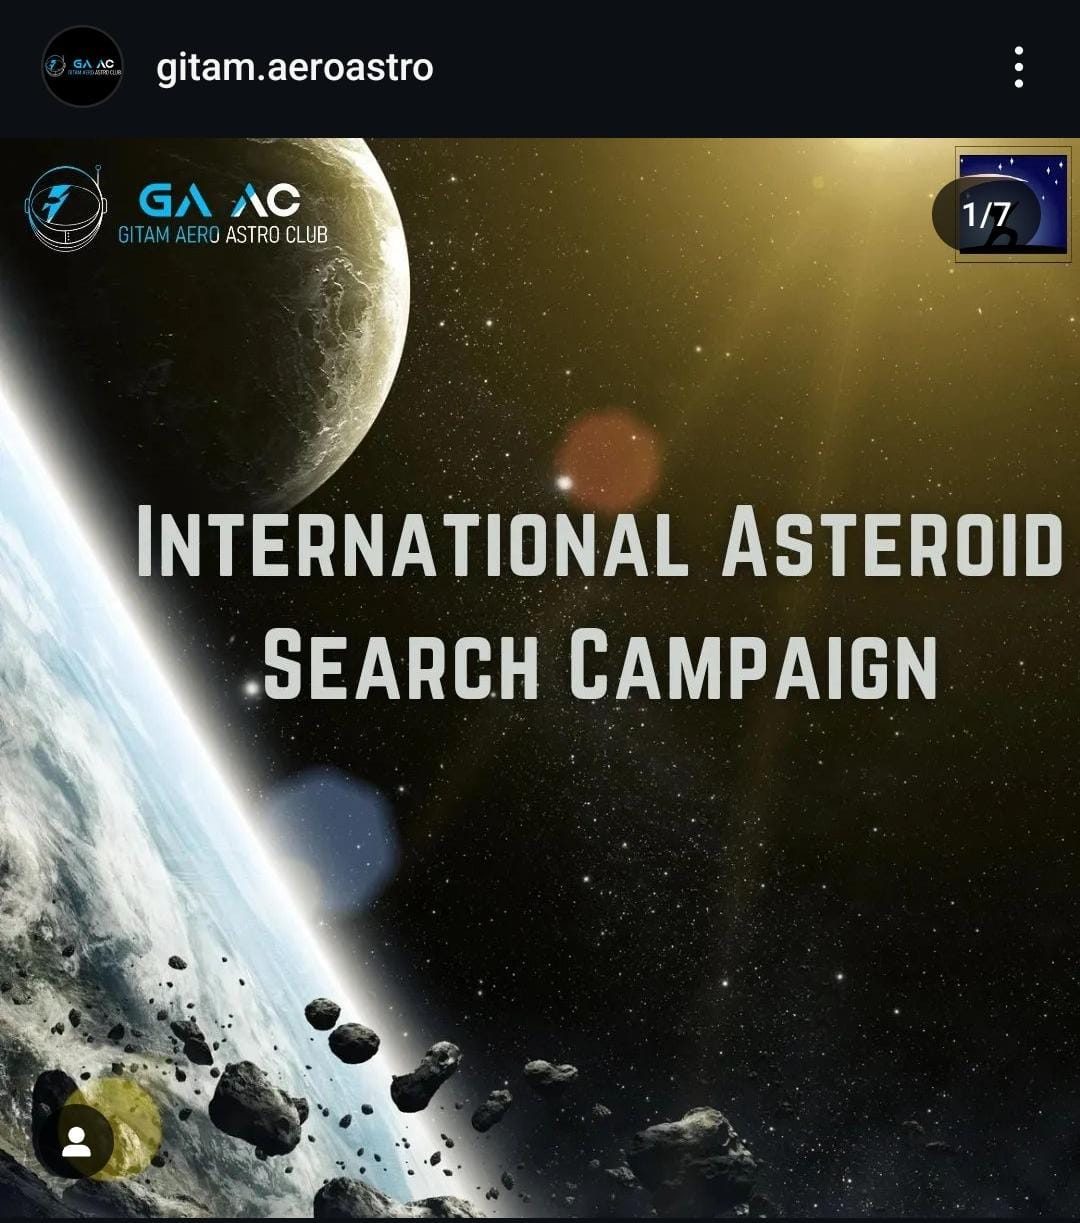 GA AC
GITAM AERO ASTRO CLUB
gitam.aeroastro
GA AC
GITAM AERO ASTRO CLUB
1/7
International Asteroid
Search Campaign